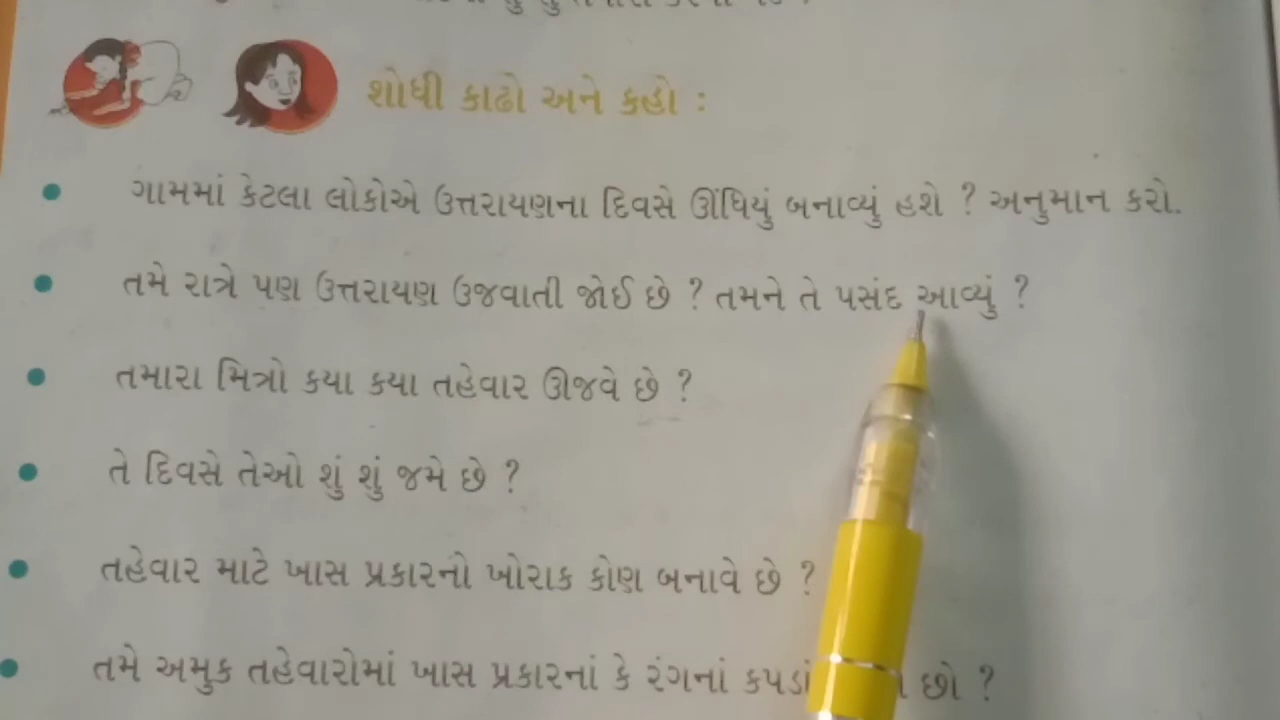 શોધી કાઢો અને કહો :
ગામમાં કેટલા લોકોએ ઉત્તરાયણના દિવસે ઊંધિયું બનાવ્યું હશે ? અનુમાન કરો.
તમે રાત્રે પણ ઉત્તરાયણ ઉજવાતી જોઈ છે ? તમને તે પસંદ આવ્યું ?
તમારા મિત્રો કયા કયા તહેવાર ઊજવે છે ?
તે દિવસે તેઓ શું શું જમે છે ?
તહેવાર માટે ખાસ પ્રકારનો ખોરાક કોણ બનાવે છે ?
તમે અમુક તહેવારોમાં ખાસ પ્રકારનાં કે રંગનાં છો ?